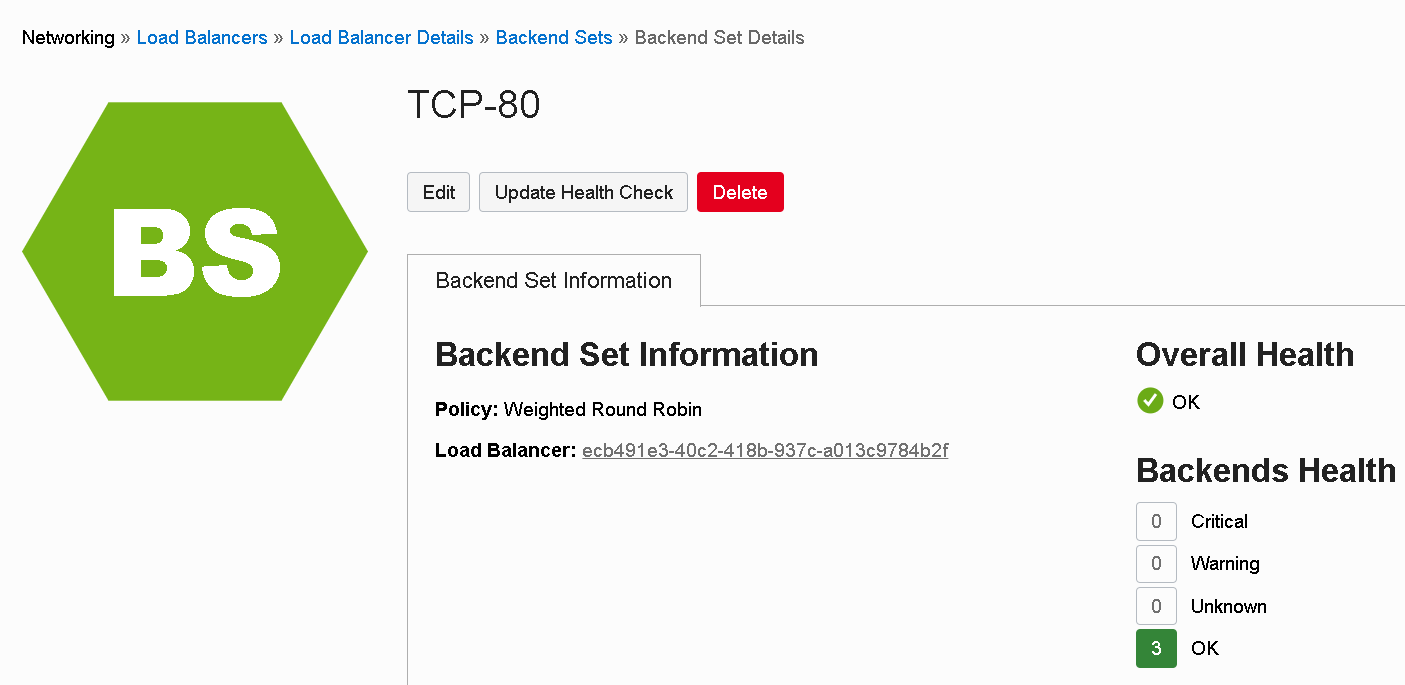 Networking » Load Balancers » Load Balancer Details » Backend Sets » Backend Set Details
TCP-80
Edit Update Health Check Delete
BS
Backend Set Information
Backend Set Information
Policy: Weighted Round Robin
Load Balancer: ecb491e3-40c2-418b-937c-a013c9784b2f
Overall Health
OK
Backends Health
0 Critical
0 Warning
0 Unknown
3 OK